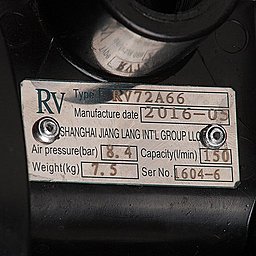 RV Type RV72A66
Manufacture date 2016-05
SHANGHAI JIANG LANG INT'L GROUP LLC
Air pressure(bar) 8.4 Capacity(l/min) 150
Weight(kg) 7.5 Ser No. 1604-6